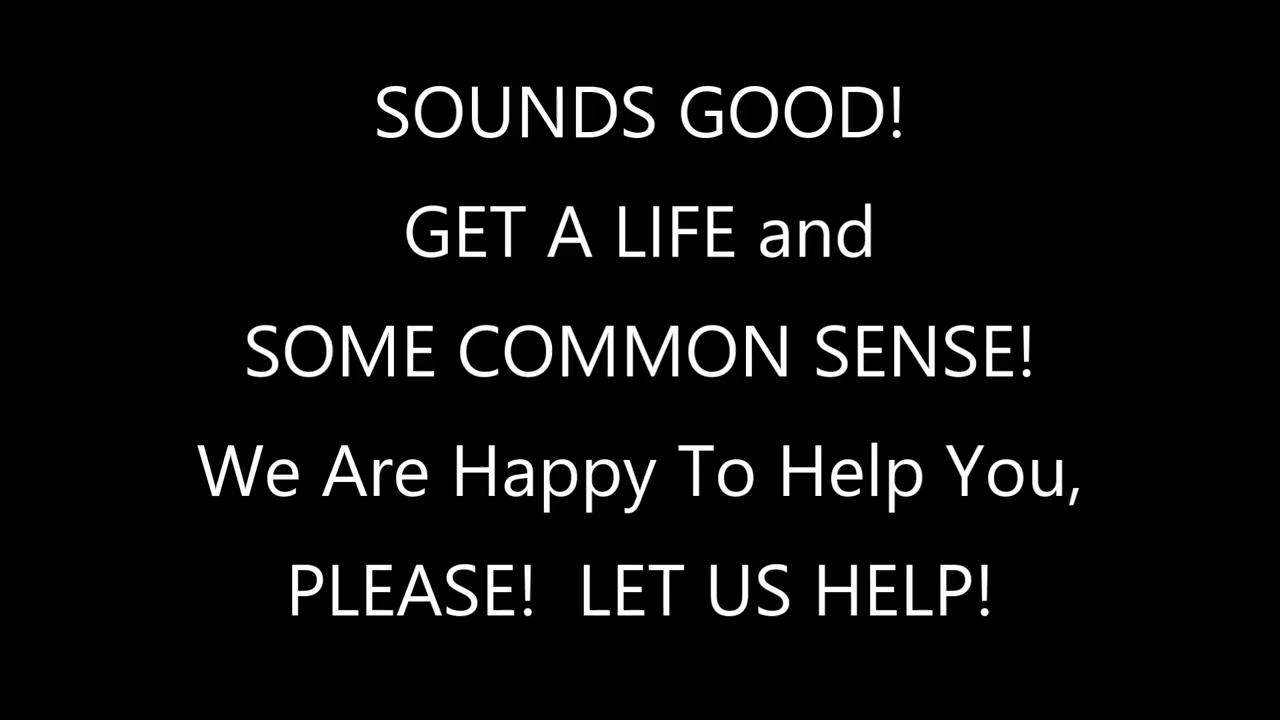 SOUNDS GOOD!
GET A LIFE and
SOME COMMON SENSE!
We Are Happy To Help You,
PLEASE!  LET US HELP!